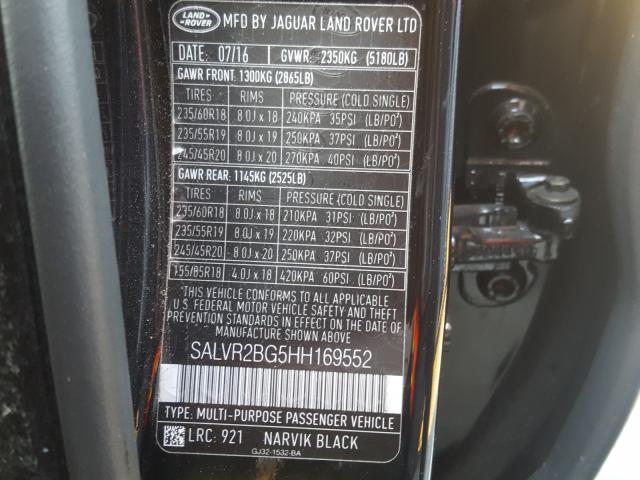 LAND ROVER MFD BY JAGUAR LAND ROVER LTD
DATE: 07/16 GVWR: 2350KG (5180LB)
GAWR FRONT: 1300KG (2865LB)
TIRES RIMS PRESSURE (COLD SINGLE)
235/60R18 8.0J x 18 240KPA 35PSI (LB/PO²)
235/55R19 8.0J x 19 250KPA 37PSI (LB/PO²)
245/45R20 8.0J x 20 270KPA 40PSI (LB/PO²)
GAWR REAR: 1145KG (2525LB)
TIRES RIMS PRESSURE (COLD SINGLE)
235/60R18 8.0J x 18 210KPA 31PSI (LB/PO²)
235/55R19 8.0J x 19 220KPA 32PSI (LB/PO²)
245/45R20 8.0J x 20 250KPA 37PSI (LB/PO²)
155/85R18 4.0J x 18 420KPA 60PSI (LB/PO²)
THIS VEHICLE CONFORMS TO ALL APPLICABLE
U.S. FEDERAL MOTOR VEHICLE SAFETY AND THEFT
PREVENTION STANDARDS IN EFFECT ON THE DATE OF
MANUFACTURE SHOWN ABOVE
SALVR2BG5HH169552
TYPE: MULTI-PURPOSE PASSENGER VEHICLE
LRC: 921 NARVIK BLACK
GJ32-1532-BA